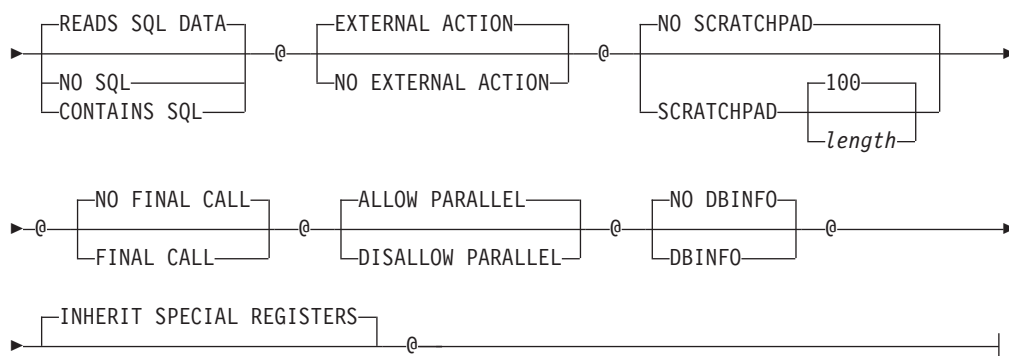 READS SQL DATA EXTERNAL ACTION NO SCRATCHPAD
@ @
NO SQL NO EXTERNAL ACTION 100
CONTAINS SQL SCRATCHPAD
length
NO FINAL CALL ALLOW PARALLEL NO DBINFO
@ @ @ @
FINAL CALL DISALLOW PARALLEL DBINFO
INHERIT SPECIAL REGISTERS
@